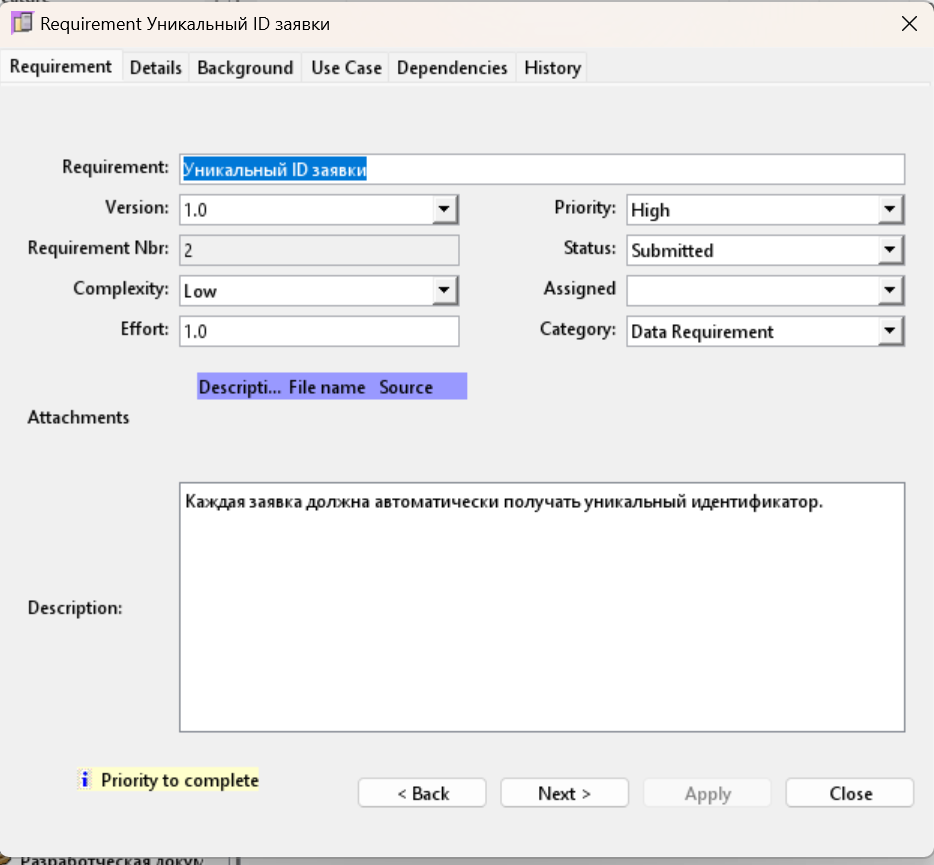 Requirement Уникальный ID заявки
Requirement Details Background Use Case Dependencies History
Requirement: Уникальный ID заявки
Version: 1.0 Priority: High
Requirement Nbr: 2 Status: Submitted
Complexity: Low Assigned
Effort: 1.0 Category: Data Requirement
Descripti... File name Source
Attachments
Каждая заявка должна автоматически получать уникальный идентификатор.
Description:
Priority to complete
< Back Next > Apply Close
Разработческая докум